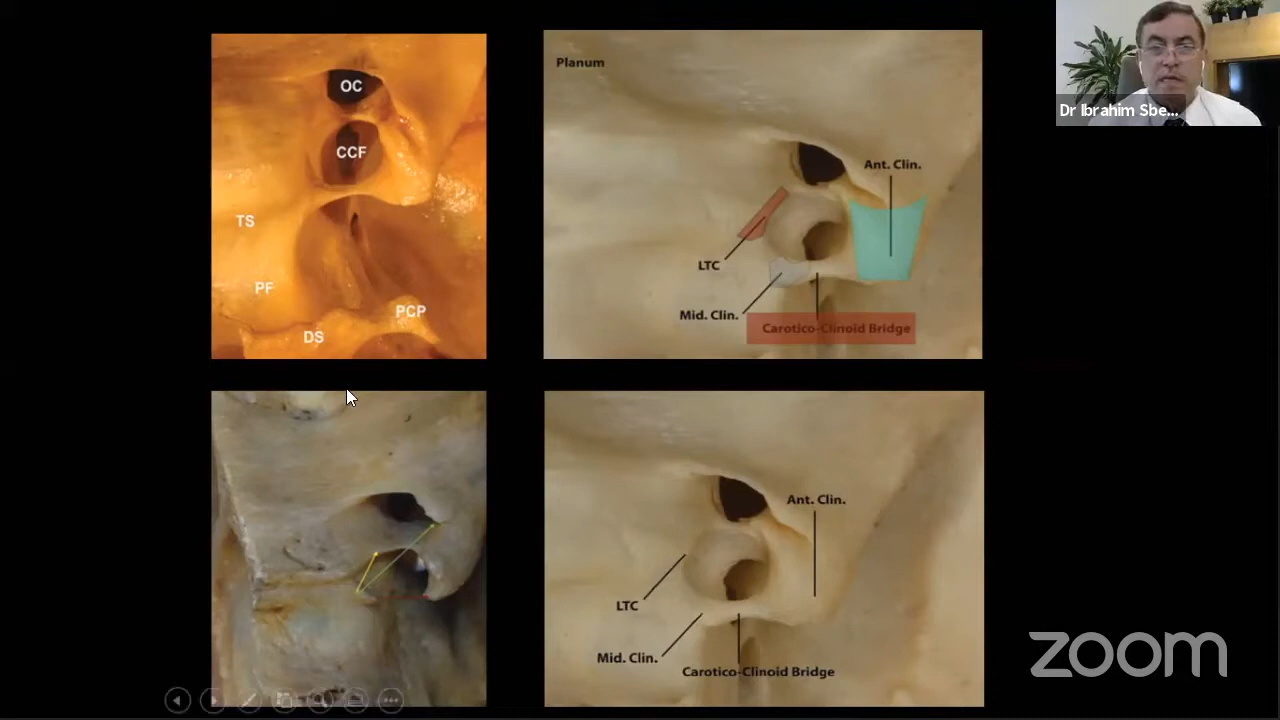 OC
CCF
TS
PF
PCP
DS
Planum
Ant. Clin.
LTC
Mid. Clin.
Carotico-Clinoid Bridge
Dr Ibrahim Sbe...
Ant. Clin.
LTC
Mid. Clin.
Carotico-Clinoid Bridge
zoom